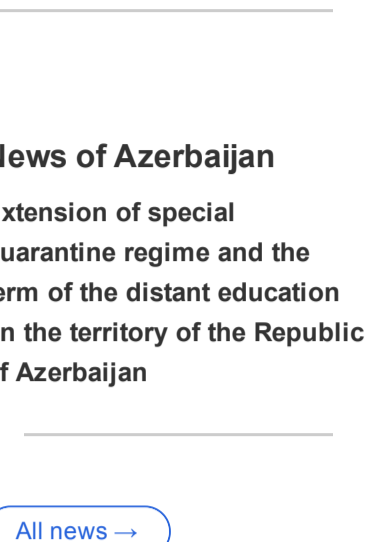 News of Azerbaijan
xtension of special
uarantine regime and the
erm of the distant education
n the territory of the Republic
f Azerbaijan
All news →